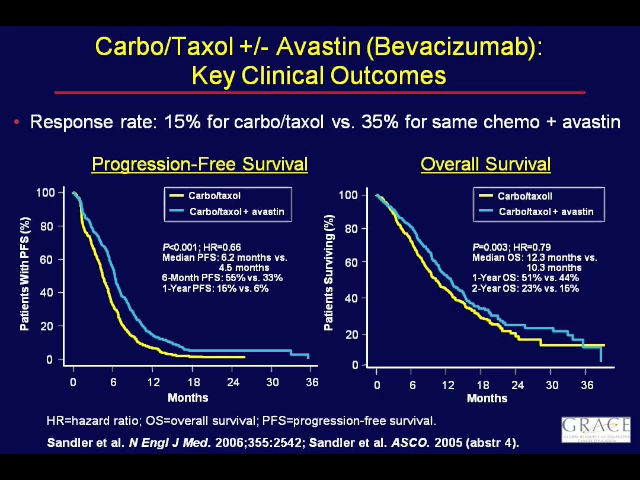 Carbo/Taxol +/- Avastin (Bevacizumab):
Key Clinical Outcomes
• Response rate: 15% for carbo/taxol vs. 35% for same chemo + avastin
Progression-Free Survival
Patients With PFS (%)
100
80
60
40
20
0
Carbo/taxol
Carbo/taxol + avastin
P<0.001; HR=0.66
Median PFS: 6.2 months vs.
4.5 months
6-Month PFS: 55% vs. 33%
1-Year PFS: 15% vs. 6%
0 6 12 18 24 30 36
Months
Overall Survival
Patients Surviving (%)
100
80
60
40
20
0
Carbo/taxoll
Carbo/taxol + avastin
P=0.003; HR=0.79
Median OS: 12.3 months vs.
10.3 months
1-Year OS: 51% vs. 44%
2-Year OS: 23% vs. 15%
0 6 12 18 24 30 36
Months
HR=hazard ratio; OS=overall survival; PFS=progression-free survival.
Sandler et al. N Engl J Med. 2006;355:2542; Sandler et al. ASCO. 2005 (abstr 4).
GRACE